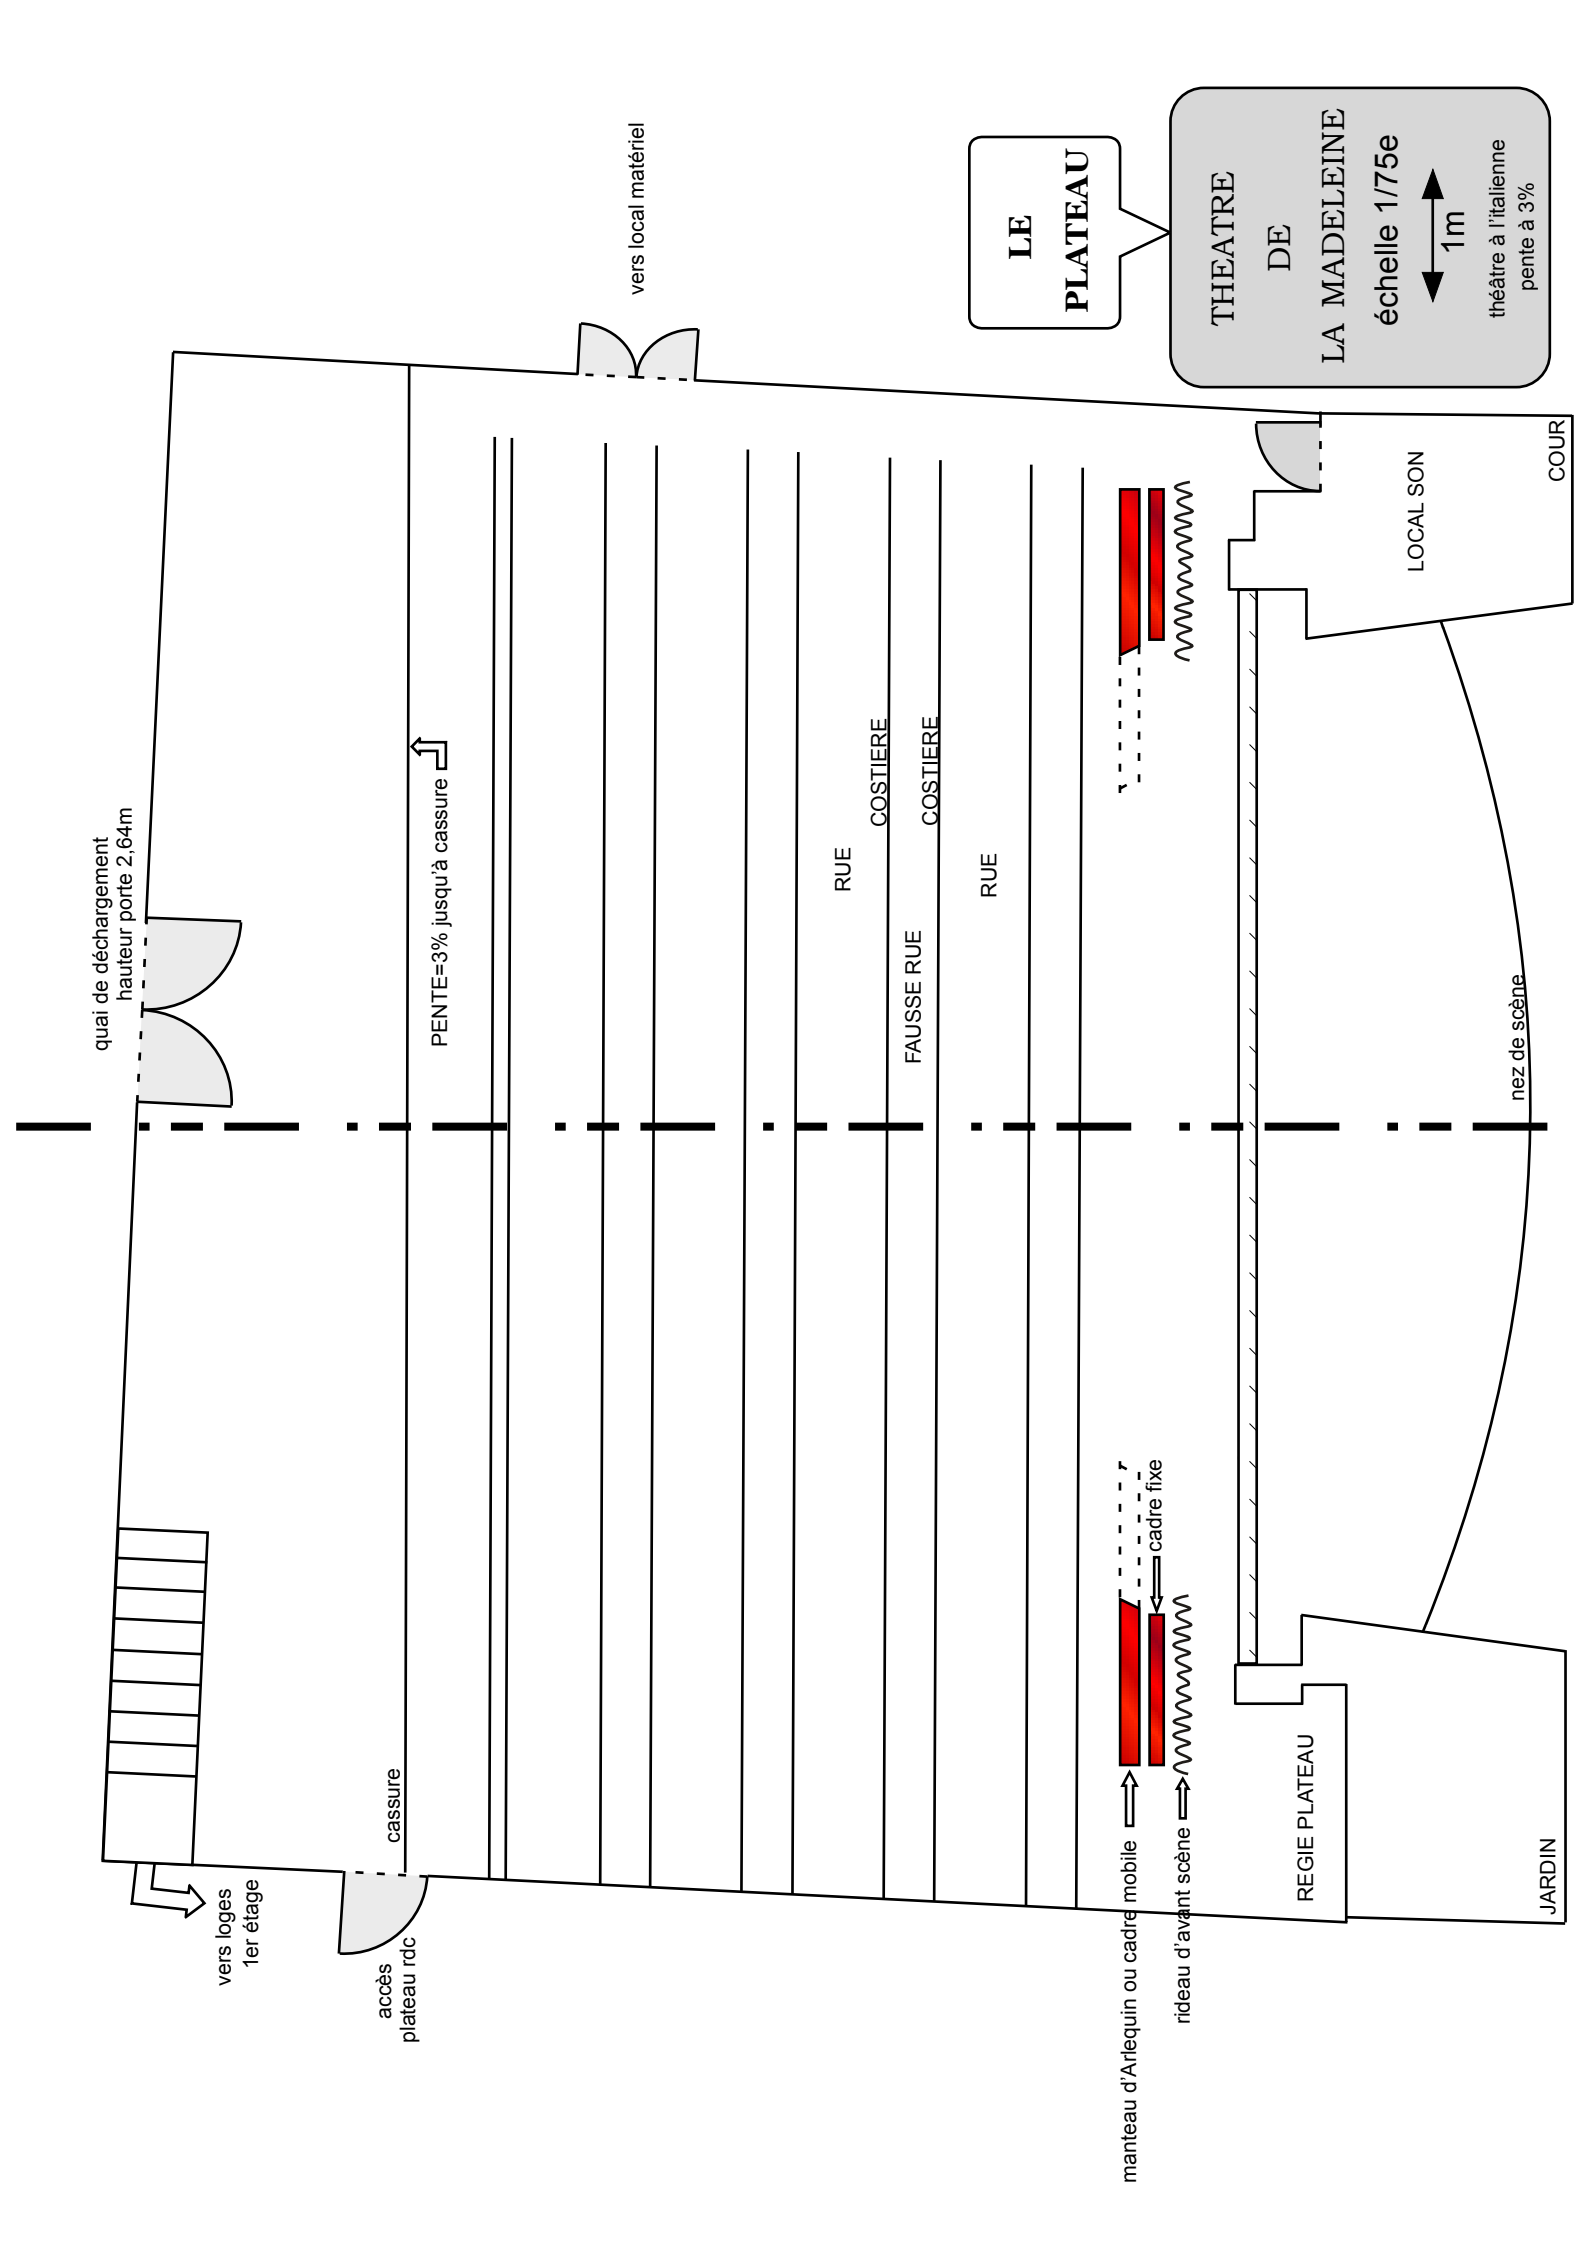 quai de déchargement
hauteur porte 2,64m
vers local matériel
vers loges
1er étage
accès
plateau rdc
cassure
PENTE=3% jusqu'à cassure
RUE
COSTIERE
FAUSSE RUE
COSTIERE
RUE
manteau d'Arlequin ou cadre mobile
cadre fixe
rideau d'avant scène
REGIE PLATEAU
JARDIN
nez de scène
LOCAL SON
COUR
LE
PLATEAU
THEATRE
DE
LA MADELEINE
échelle 1/75e
1m
théâtre à l'italienne
pente à 3%